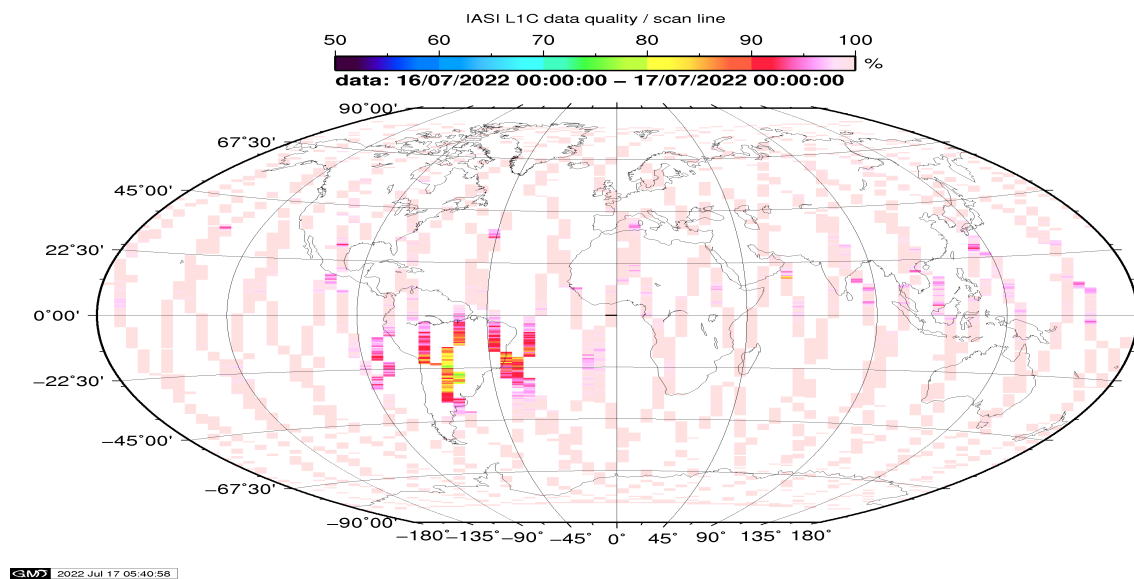 IASI L1C data quality / scan line
50 60 70 80 90 100
%
data: 16/07/2022 00:00:00 – 17/07/2022 00:00:00
90°00'
67°30'
45°00'
22°30'
0°00'
−22°30'
−45°00'
−67°30'
−90°00'
−180° −135° −90° −45° 0° 45° 90° 135° 180°
GMD 2022 Jul 17 05:40:58